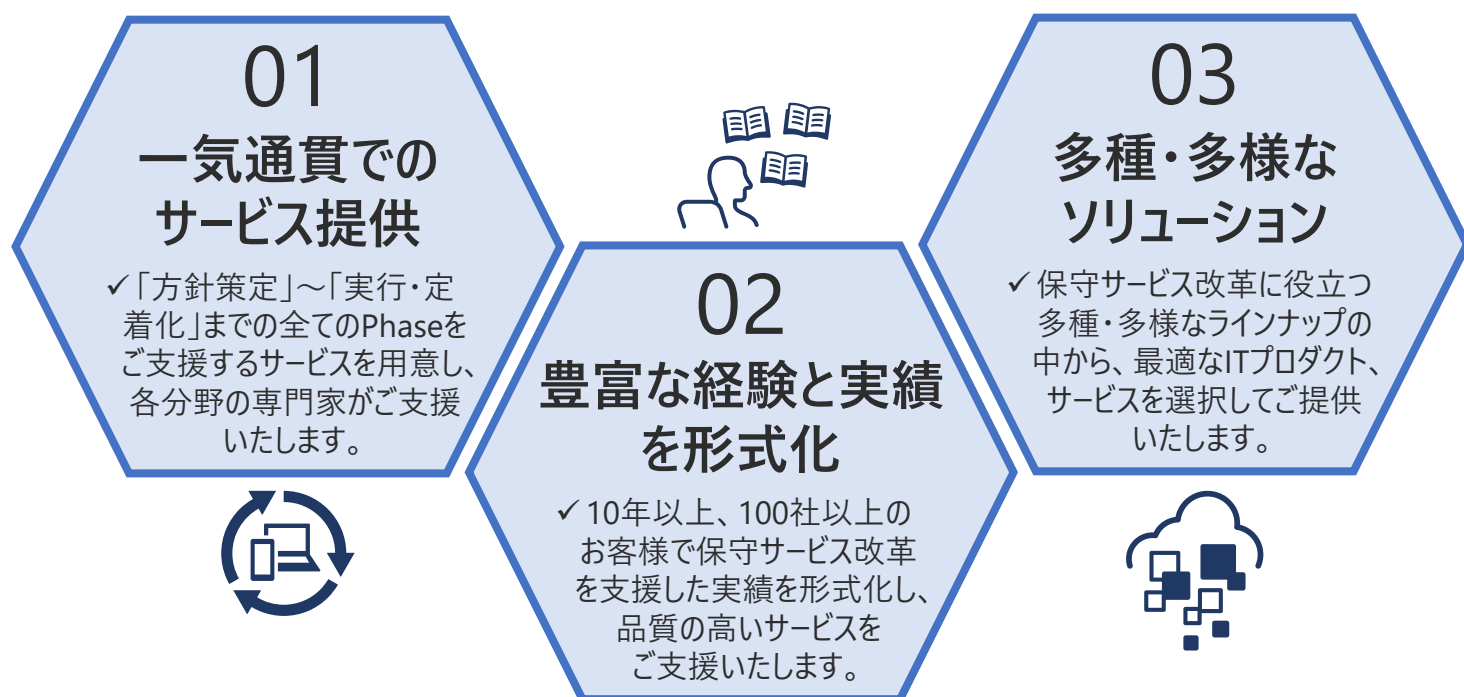 01
一気通貫での
サービス提供
✓「方針策定」～「実行・定
着化」までの全てのPhaseを
ご支援するサービスを用意し、
各分野の専門家がご支援
いたします。
02
豊富な経験と実績
を形式化
✓10年以上、100社以上の
お客様で保守サービス改革
を支援した実績を形式化し、
品質の高いサービスを
ご支援いたします。
03
多種・多様な
ソリューション
✓保守サービス改革に役立つ
多種・多様なラインナップの
中から、最適なITプロダクト、
サービスを選択してご提供
いたします。